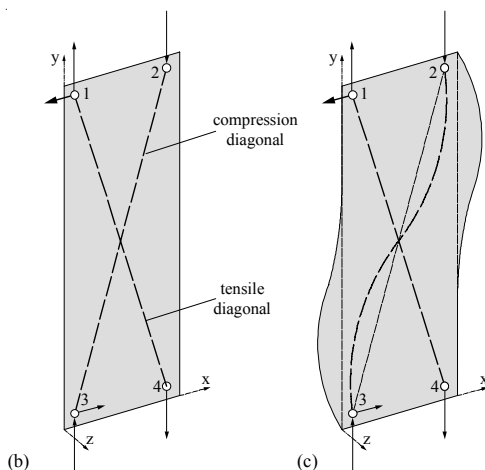 y
1
2
compression
diagonal
tensile
diagonal
3
4
x
z
(b)
y
1
2
3
4
x
z
(c)